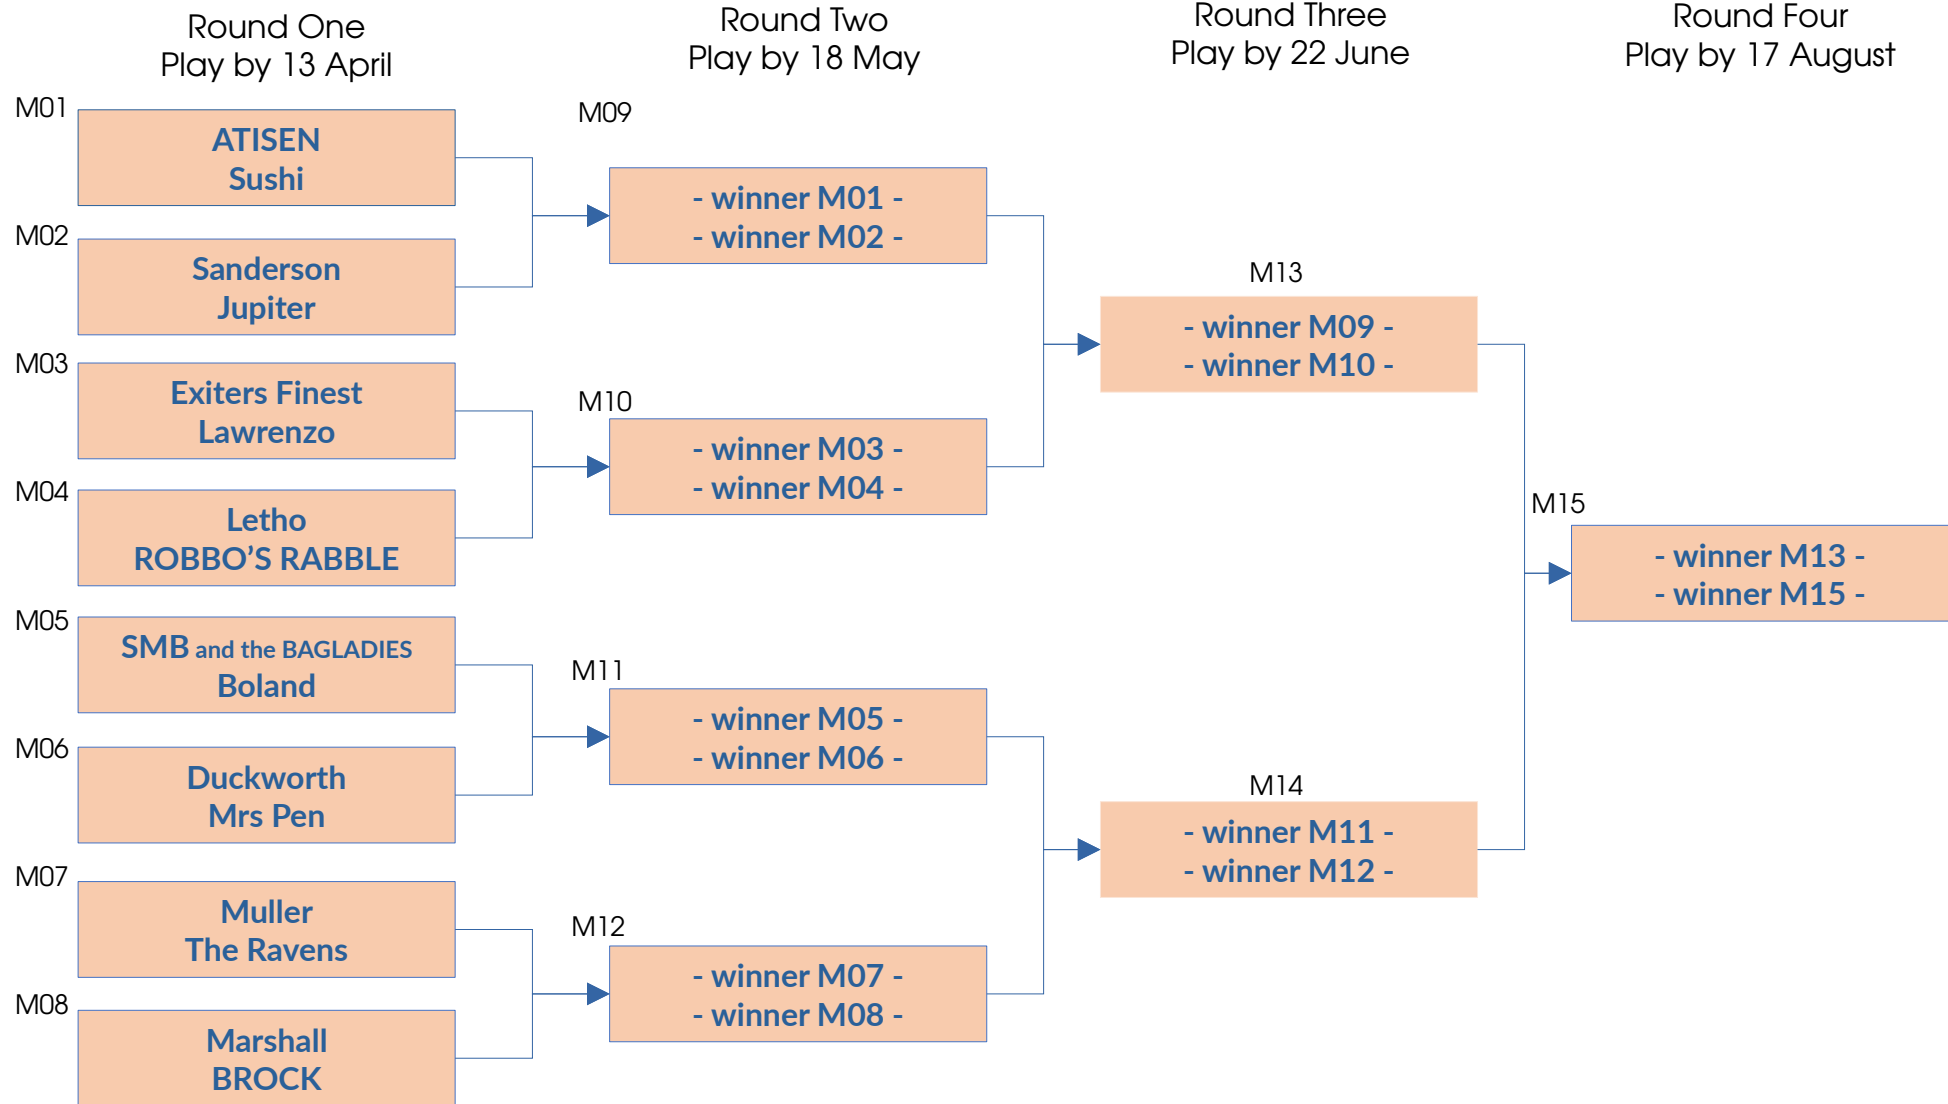 Round One
Play by 13 April
Round Two
Play by 18 May
Round Three
Play by 22 June
Round Four
Play by 17 August
M01
ATISEN
Sushi
M02
Sanderson
Jupiter
M03
Exiters Finest
Lawrenzo
M04
Letho
ROBBO'S RABBLE
M05
SMB and the BAGLADIES
Boland
M06
Duckworth
Mrs Pen
M07
Muller
The Ravens
M08
Marshall
BROCK
M09
- winner M01 -
- winner M02 -
M10
- winner M03 -
- winner M04 -
M11
- winner M05 -
- winner M06 -
M12
- winner M07 -
- winner M08 -
M13
- winner M09 -
- winner M10 -
M14
- winner M11 -
- winner M12 -
M15
- winner M13 -
- winner M15 -